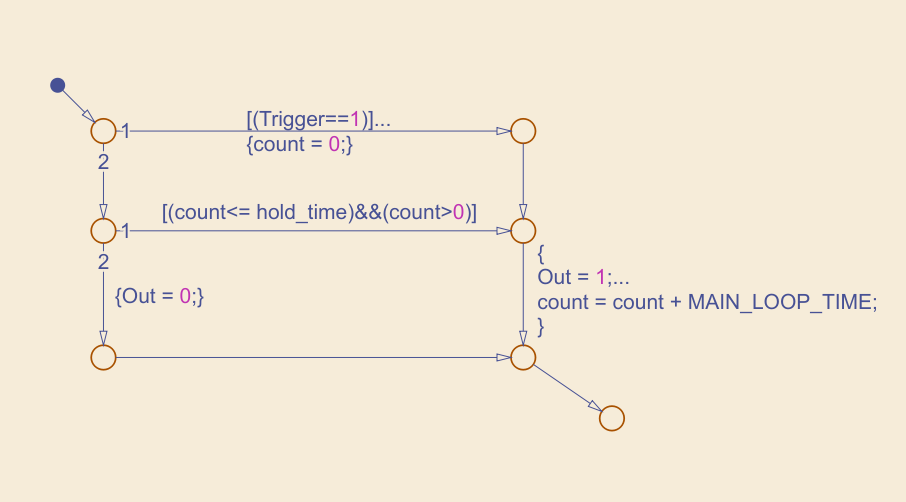 1
[(Trigger==1)]...
{count = 0;}
2
1
[(count<= hold_time)&&(count>0)]
2
{
Out = 1;...
{Out = 0;}
count = count + MAIN_LOOP_TIME;
}